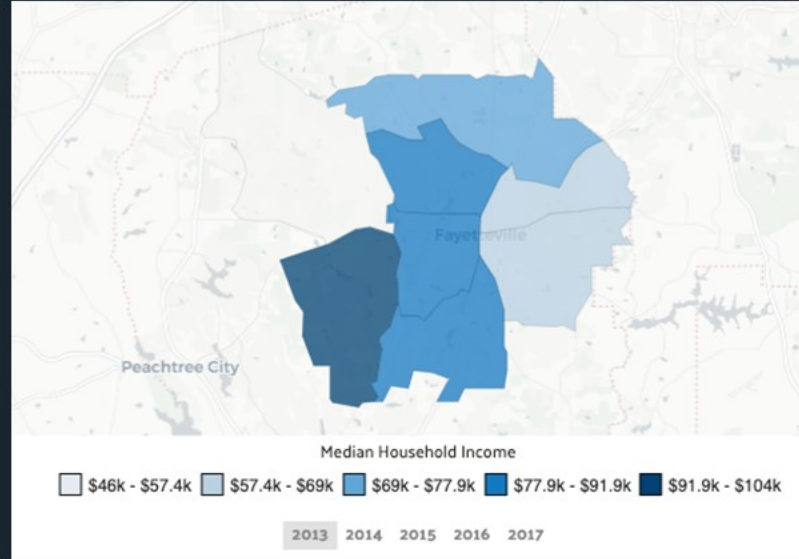 Fayetteville
Peachtree City
Median Household Income
$46k - $57.4k $57.4k - $69k $69k - $77.9k $77.9k - $91.9k $91.9k - $104k
2013 2014 2015 2016 2017